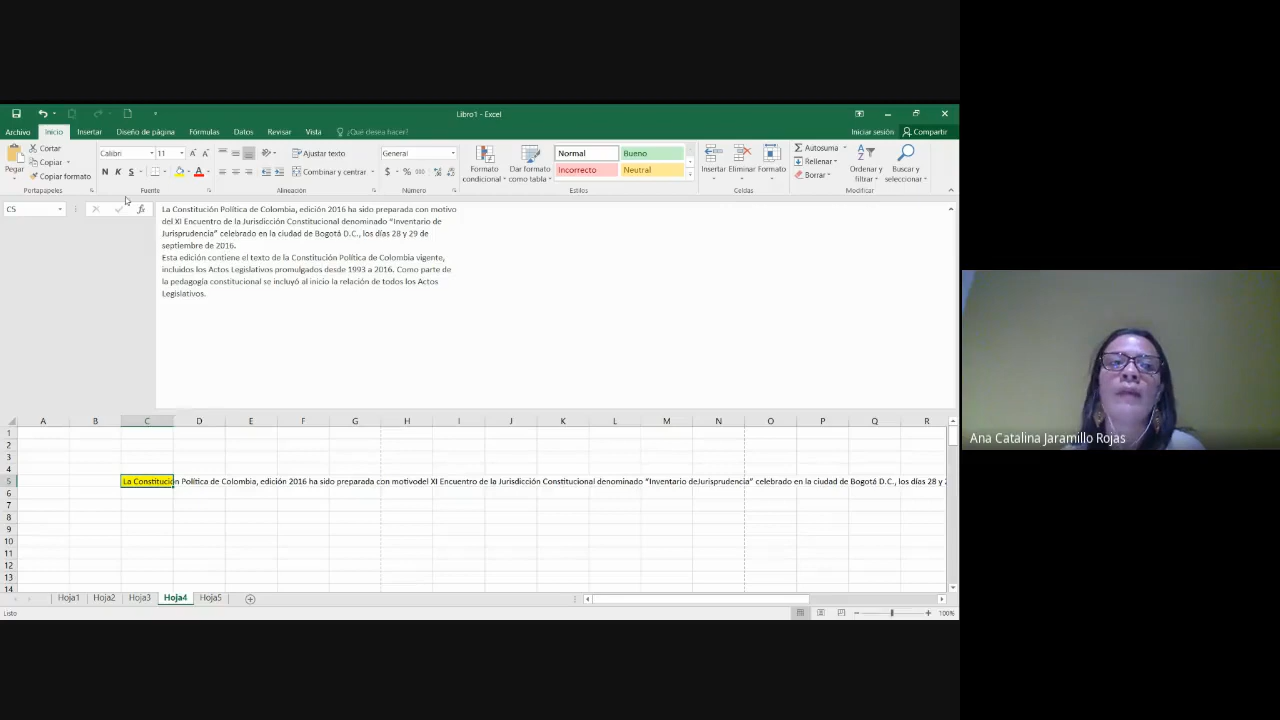 Libro1 - Excel
Archivo Inicio Insertar Diseño de página Fórmulas Datos Revisar Vista ¿Qué desea hacer? Iniciar sesión Compartir
Pegar
Cortar
Copiar
Copiar formato
Portapapeles
Calibri 11
N K S
Fuente
Ajustar texto
Combinar y centrar
Alineación
General
$ % 000
Número
Formato condicional
Dar formato como tabla
Normal Bueno
Incorrecto Neutral
Estilos
Insertar Eliminar Formato
Celdas
Autosuma
Rellenar
Borrar
Ordenar y filtrar
Buscar y seleccionar
Modificar
C5
fx
La Constitución Política de Colombia, edición 2016 ha sido preparada con motivo
del XI Encuentro de la Jurisdicción Constitucional denominado “Inventario de
Jurisprudencia” celebrado en la ciudad de Bogotá D.C., los días 28 y 29 de
septiembre de 2016.
Esta edición contiene el texto de la Constitución Política de Colombia vigente,
incluidos los Actos Legislativos promulgados desde 1993 a 2016. Como parte de
la pedagogía constitucional se incluyó al inicio la relación de todos los Actos
Legislativos.
A B C D E F G H I J K L M N O P Q R
1
2
3
4
5 La Constitución Política de Colombia, edición 2016 ha sido preparada con motivodel XI Encuentro de la Jurisdicción Constitucional denominado “Inventario deJurisprudencia” celebrado en la ciudad de Bogotá D.C., los días 28 y 2
6
7
8
9
10
11
12
13
14
Hoja1 Hoja2 Hoja3 Hoja4 Hoja5
Listo
100%
Ana Catalina Jaramillo Rojas